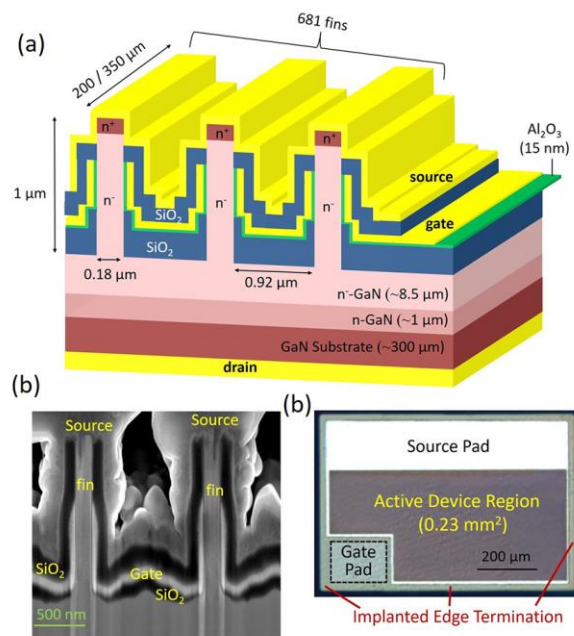 (a)
681 fins
200 / 350 µm
Al₂O₃
(15 nm)
n⁺
n⁺
n⁺
1 µm
source
n⁻
n⁻
n⁻
SiO₂
gate
SiO₂
0.18 µm
0.92 µm
n⁻-GaN (~8.5 µm)
n-GaN (~1 µm)
GaN Substrate (~300 µm)
drain
(b)
Source
Source
fin
fin
SiO₂
Gate
SiO₂
500 nm
(b)
Source Pad
Active Device Region
(0.23 mm²)
Gate
Pad
200 µm
Implanted Edge Termination